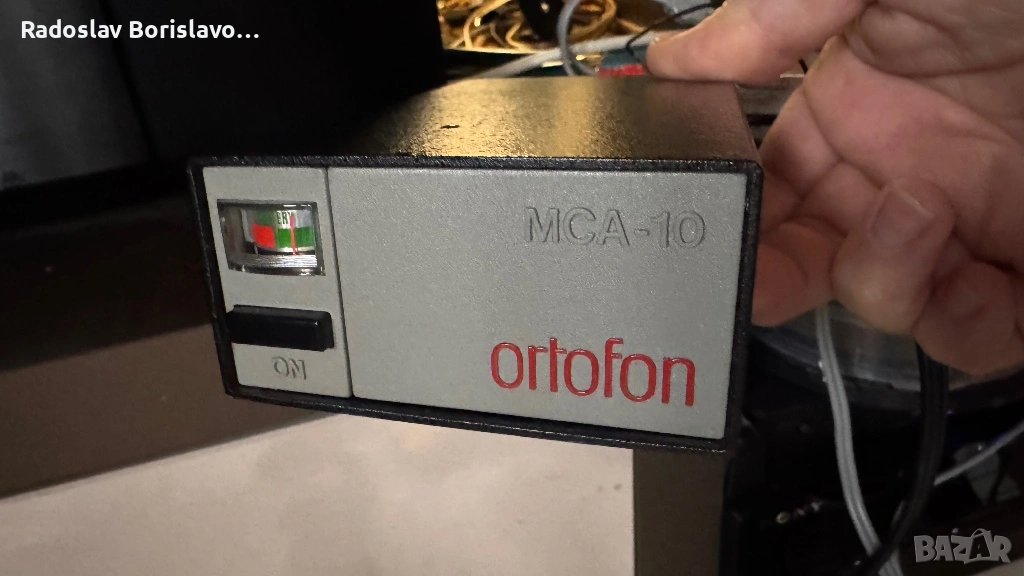 Radoslav Borislavo...
MCA-10
ortofon
ON
BAZAR